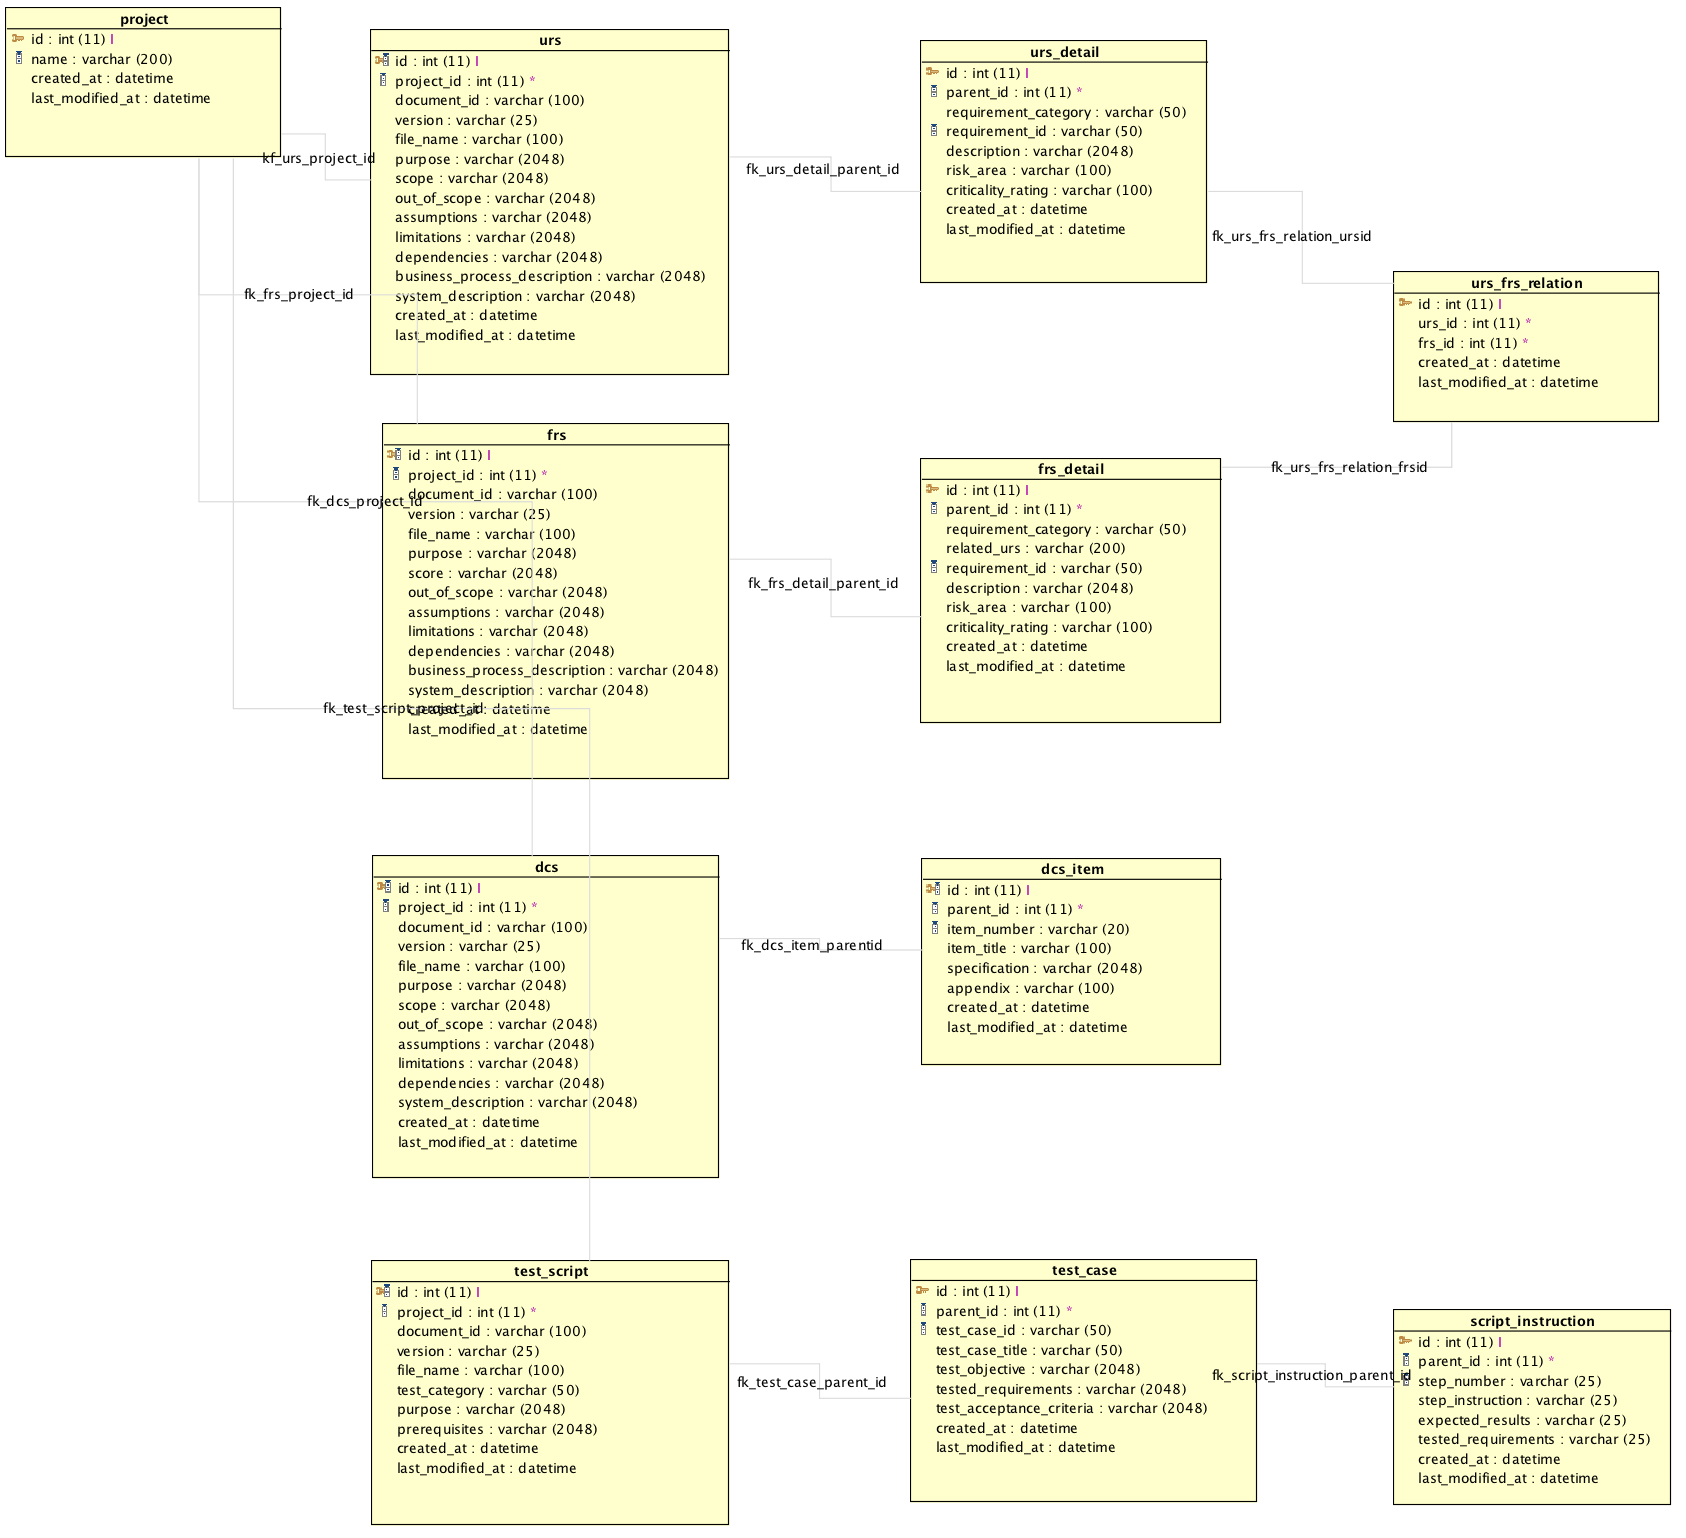 project
id : int (11) I
name : varchar (200)
created_at : datetime
last_modified_at : datetime
urs
id : int (11) I
project_id : int (11) *
document_id : varchar (100)
version : varchar (25)
file_name : varchar (100)
purpose : varchar (2048)
scope : varchar (2048)
out_of_scope : varchar (2048)
assumptions : varchar (2048)
limitations : varchar (2048)
dependencies : varchar (2048)
business_process_description : varchar (2048)
system_description : varchar (2048)
created_at : datetime
last_modified_at : datetime
urs_detail
id : int (11) I
parent_id : int (11) *
requirement_category : varchar (50)
requirement_id : varchar (50)
description : varchar (2048)
risk_area : varchar (100)
criticality_rating : varchar (100)
created_at : datetime
last_modified_at : datetime
kf_urs_project_id
fk_urs_detail_parent_id
fk_urs_frs_relation_ursid
fk_frs_project_id
urs_frs_relation
id : int (11) I
urs_id : int (11) *
frs_id : int (11) *
created_at : datetime
last_modified_at : datetime
frs
id : int (11) I
project_id : int (11) *
document_id : varchar (100)
version : varchar (25)
file_name : varchar (100)
purpose : varchar (2048)
score : varchar (2048)
out_of_scope : varchar (2048)
assumptions : varchar (2048)
limitations : varchar (2048)
dependencies : varchar (2048)
business_process_description : varchar (2048)
system_description : varchar (2048)
created_at : datetime
last_modified_at : datetime
fk_dcs_project_id
fk_test_script_project_id
fk_frs_detail_parent_id
fk_urs_frs_relation_frsid
frs_detail
id : int (11) I
parent_id : int (11) *
requirement_category : varchar (50)
related_urs : varchar (200)
requirement_id : varchar (50)
description : varchar (2048)
risk_area : varchar (100)
criticality_rating : varchar (100)
created_at : datetime
last_modified_at : datetime
dcs
id : int (11) I
project_id : int (11) *
document_id : varchar (100)
version : varchar (25)
file_name : varchar (100)
purpose : varchar (2048)
scope : varchar (2048)
out_of_scope : varchar (2048)
assumptions : varchar (2048)
limitations : varchar (2048)
dependencies : varchar (2048)
system_description : varchar (2048)
created_at : datetime
last_modified_at : datetime
fk_dcs_item_parentid
dcs_item
id : int (11) I
parent_id : int (11) *
item_number : varchar (20)
item_title : varchar (100)
specification : varchar (2048)
appendix : varchar (100)
created_at : datetime
last_modified_at : datetime
test_script
id : int (11) I
project_id : int (11) *
document_id : varchar (100)
version : varchar (25)
file_name : varchar (100)
test_category : varchar (50)
purpose : varchar (2048)
prerequisites : varchar (2048)
created_at : datetime
last_modified_at : datetime
fk_test_case_parent_id
test_case
id : int (11) I
parent_id : int (11) *
test_case_id : varchar (50)
test_case_title : varchar (50)
test_objective : varchar (2048)
tested_requirements : varchar (2048)
test_acceptance_criteria : varchar (2048)
created_at : datetime
last_modified_at : datetime
fk_script_instruction_parent_id
script_instruction
id : int (11) I
parent_id : int (11) *
step_number : varchar (25)
step_instruction : varchar (25)
expected_results : varchar (25)
tested_requirements : varchar (25)
created_at : datetime
last_modified_at : datetime